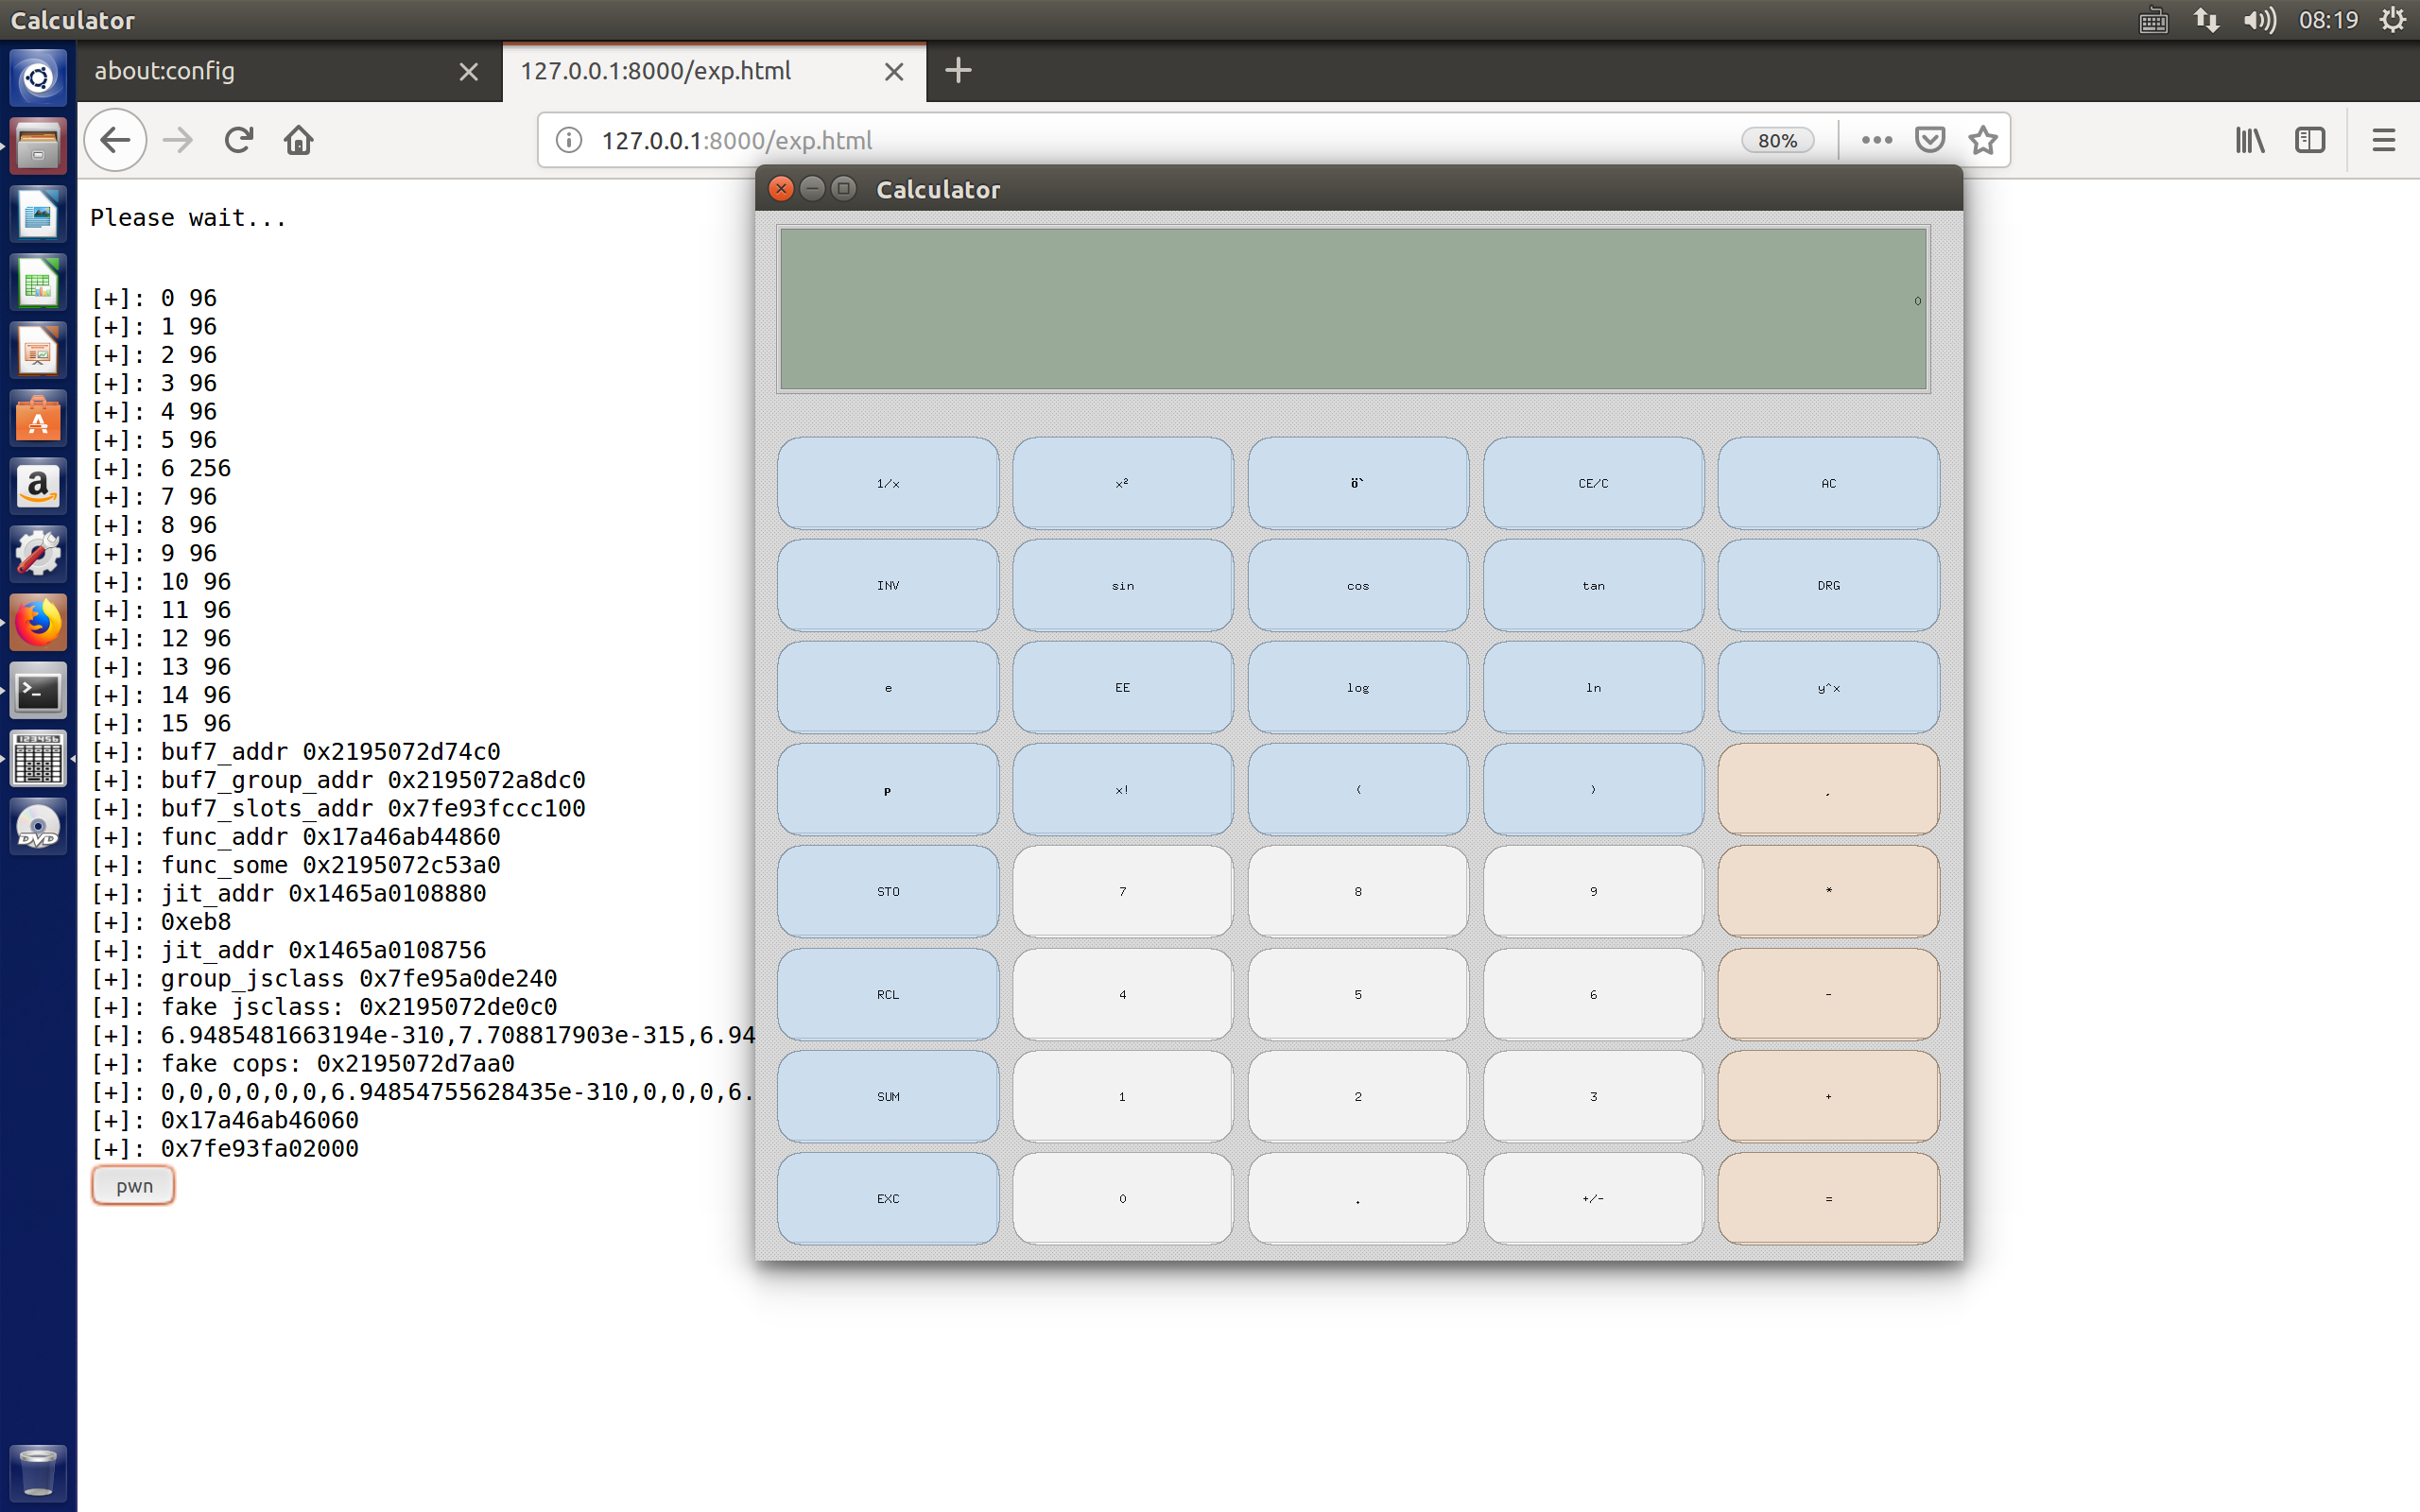 Calculator
08:19
about:config
127.0.0.1:8000/exp.html
127.0.0.1:8000/exp.html
80%
Please wait...
[+]: 0 96
[+]: 1 96
[+]: 2 96
[+]: 3 96
[+]: 4 96
[+]: 5 96
[+]: 6 256
[+]: 7 96
[+]: 8 96
[+]: 9 96
[+]: 10 96
[+]: 11 96
[+]: 12 96
[+]: 13 96
[+]: 14 96
[+]: 15 96
[+]: buf7_addr 0x2195072d74c0
[+]: buf7_group_addr 0x2195072a8dc0
[+]: buf7_slots_addr 0x7fe93fccc100
[+]: func_addr 0x17a46ab44860
[+]: func_some 0x2195072c53a0
[+]: jit_addr 0x1465a0108880
[+]: 0xeb8
[+]: jit_addr 0x1465a0108756
[+]: group_jsclass 0x7fe95a0de240
[+]: fake jsclass: 0x2195072de0c0
[+]: 6.9485481663194e-310,7.708817903e-315,6.94
[+]: fake cops: 0x2195072d7aa0
[+]: 0,0,0,0,0,0,6.94854755628435e-310,0,0,0,6.
[+]: 0x17a46ab46060
[+]: 0x7fe93fa02000
pwn
Calculator
0
1/x x² ö` CE/C AC
INV sin cos tan DRG
e EE log ln y^x
p x! ( ) ,
STO 7 8 9 *
RCL 4 5 6 -
SUM 1 2 3 +
EXC 0 . +/- =
a
DVD